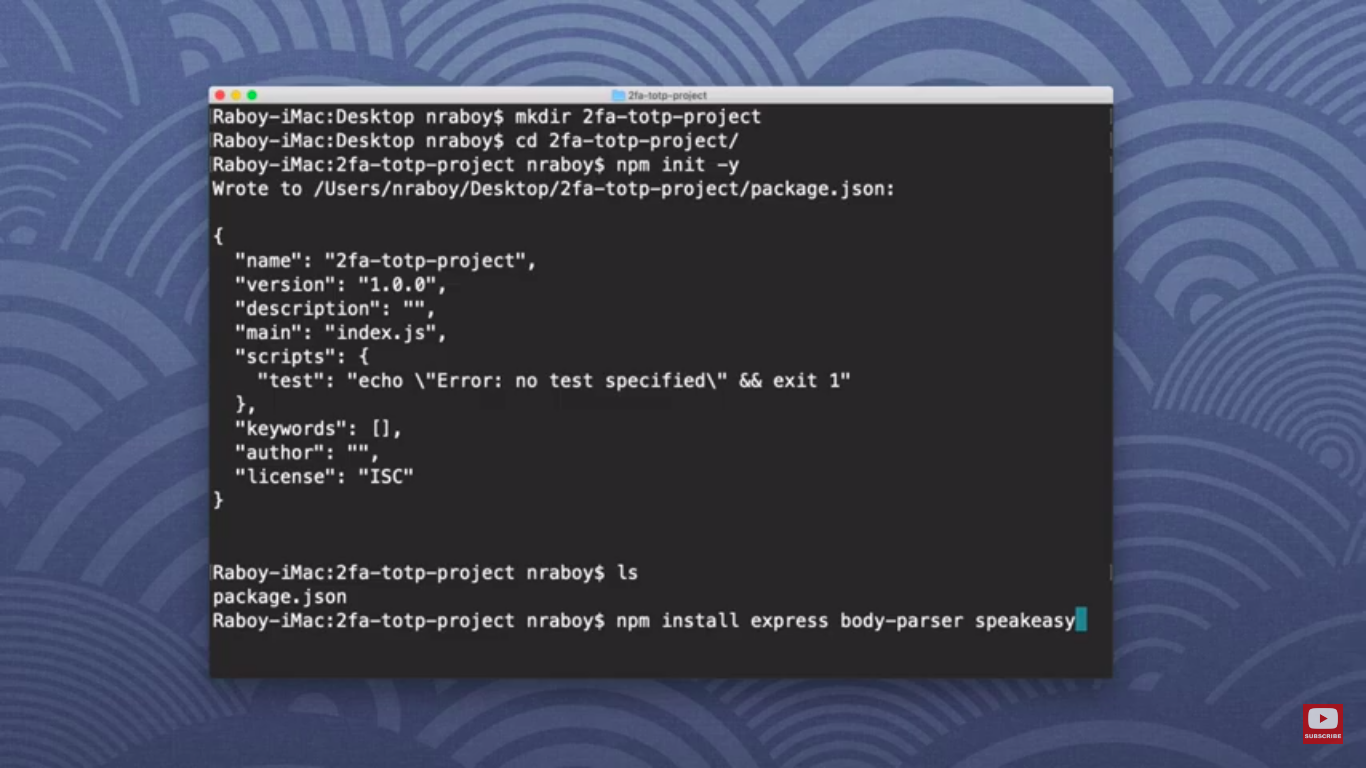 2fa-totp-project
Raboy-iMac:Desktop nraboy$ mkdir 2fa-totp-project
Raboy-iMac:Desktop nraboy$ cd 2fa-totp-project/
Raboy-iMac:2fa-totp-project nraboy$ npm init -y
Wrote to /Users/nraboy/Desktop/2fa-totp-project/package.json:
{
  "name": "2fa-totp-project",
  "version": "1.0.0",
  "description": "",
  "main": "index.js",
  "scripts": {
    "test": "echo \"Error: no test specified\" && exit 1"
  },
  "keywords": [],
  "author": "",
  "license": "ISC"
}
Raboy-iMac:2fa-totp-project nraboy$ ls
package.json
Raboy-iMac:2fa-totp-project nraboy$ npm install express body-parser speakeasy
SUBSCRIBE